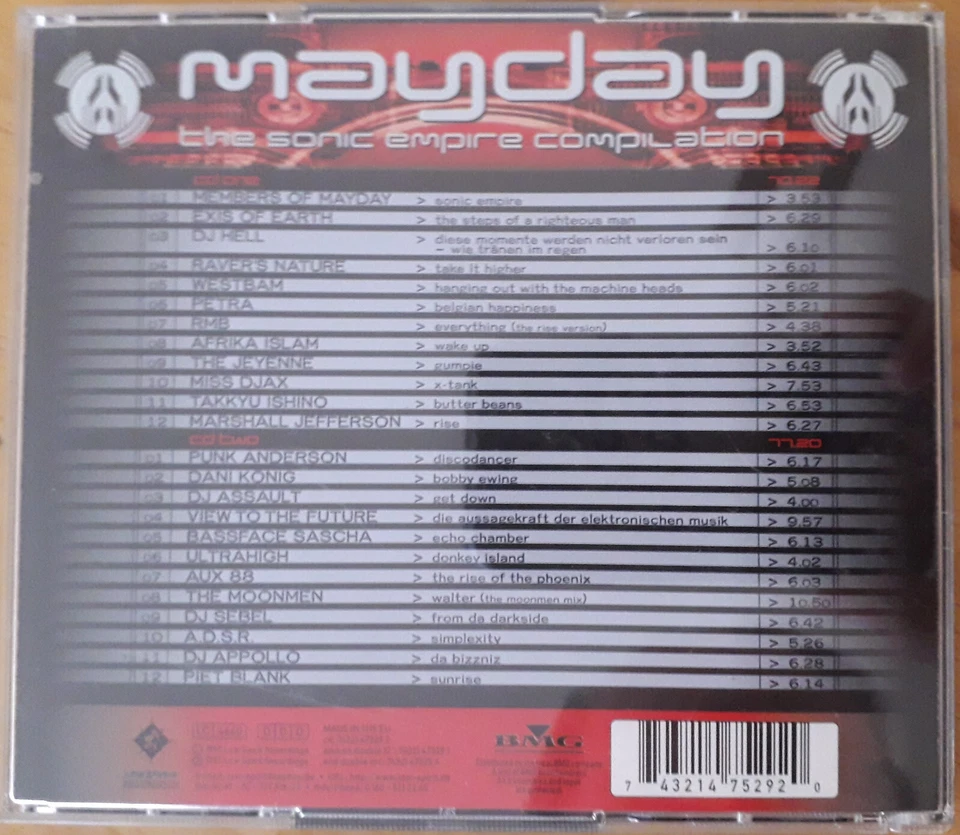 mayday
the sonic empire compilation
cd one 70.22
01 MEMBERS OF MAYDAY > sonic empire > 3.53
02 EXIS OF EARTH > the steps of a righteous man > 6.29
03 DJ HELL > diese momente werden nicht verloren sein
– wie tränen im regen > 6.10
04 RAVER'S NATURE > take it higher > 6.01
05 WESTBAM > hanging out with the machine heads > 6.02
06 PETRA > belgian happiness > 5.21
07 RMB > everything (the rise version) > 4.38
08 AFRIKA ISLAM > wake up > 3.52
09 THE JEYENNE > gumpie > 6.43
10 MISS DJAX > x-tank > 7.53
11 TAKKYU ISHINO > butter beans > 6.53
12 MARSHALL JEFFERSON > rise > 6.27
cd two 77.20
01 PUNK ANDERSON > discodancer > 6.17
02 DANI KÖNIG > bobby ewing > 5.08
03 DJ ASSAULT > get down > 4.00
04 VIEW TO THE FUTURE > die aussagekraft der elektronischen musik > 9.57
05 BASSFACE SASCHA > echo chamber > 6.13
06 ULTRAHIGH > donkey island > 4.02
07 AUX 88 > the rise of the phoenix > 6.03
08 THE MOONMEN > walter (the moonmen mix) > 10.50
09 DJ SEBEL > from da darkside > 6.42
10 A.D.S.R. > simplexity > 5.26
11 DJ APPOLLO > da bizzniz > 6.28
12 PIET BLANK > sunrise > 6.14
MADE IN THE EU
BMG
7 43214 75292 0